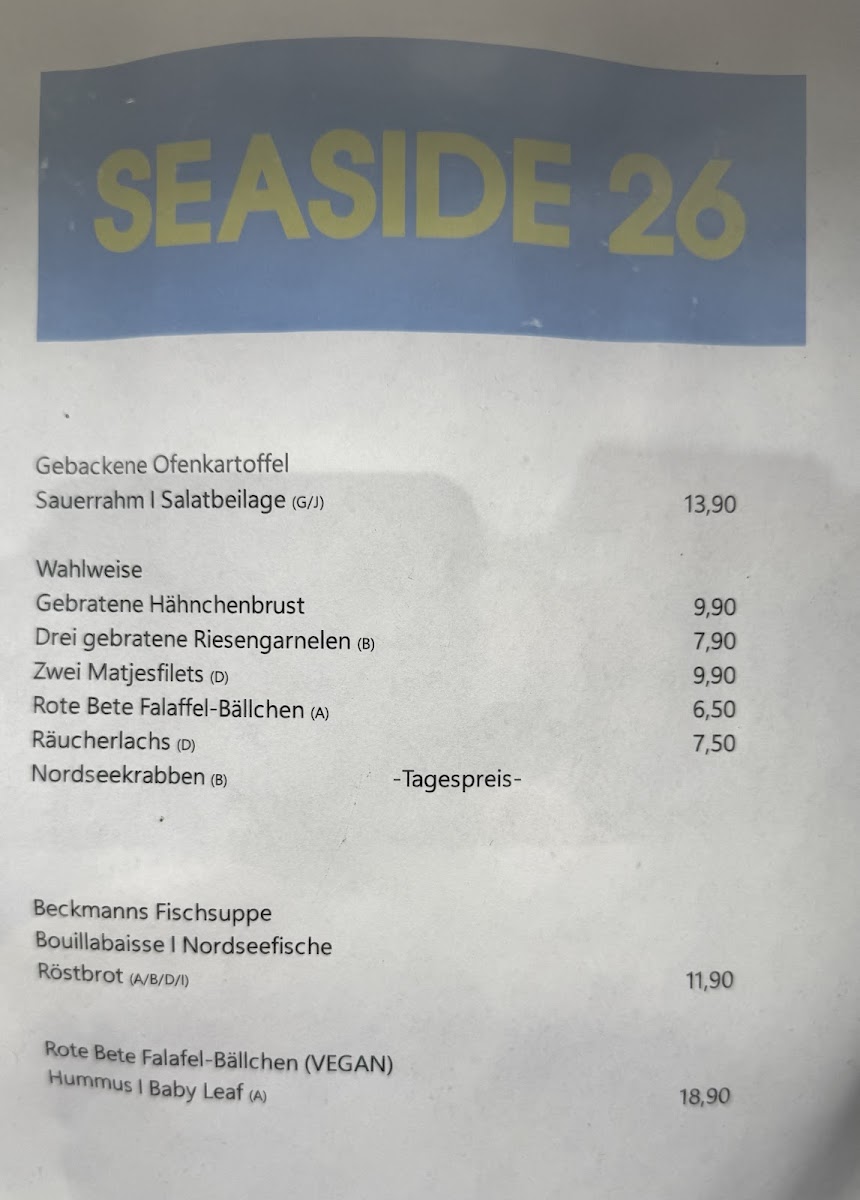 SEASIDE 26
Gebackene Ofenkartoffel
Sauerrahm I Salatbeilage (G/J) 13,90
Wahlweise
Gebratene Hähnchenbrust 9,90
Drei gebratene Riesengarnelen (B) 7,90
Zwei Matjesfilets (D) 9,90
Rote Bete Falaffel-Bällchen (A) 6,50
Räucherlachs (D) 7,50
Nordseekrabben (B) -Tagespreis-
Beckmanns Fischsuppe
Bouillabaisse I Nordseefische
Röstbrot (A/B/D/I) 11,90
Rote Bete Falafel-Bällchen (VEGAN)
Hummus I Baby Leaf (A) 18,90